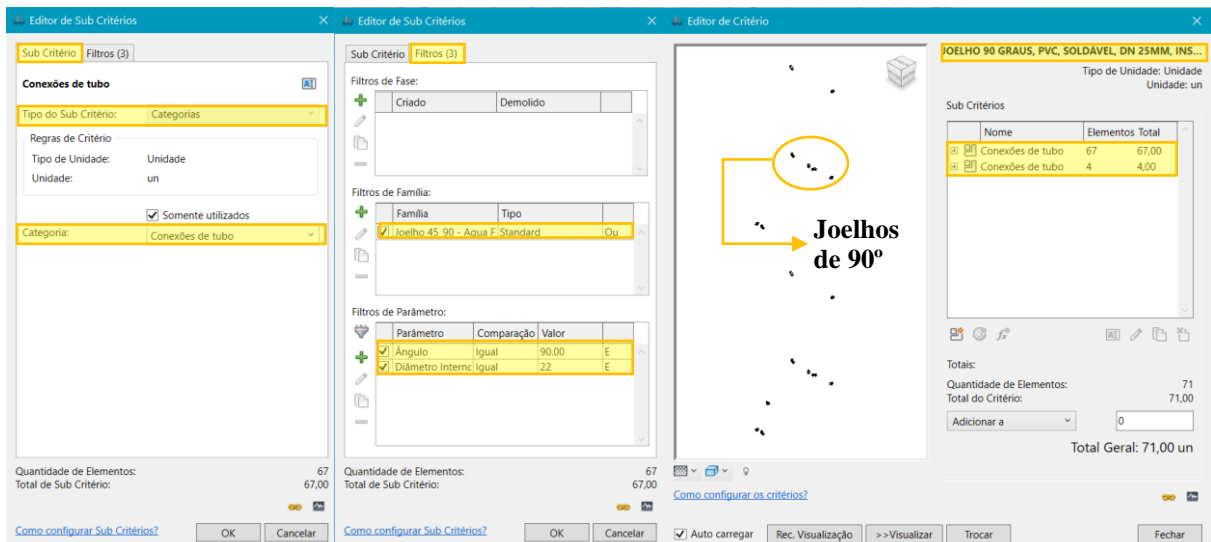 Editor de Sub Critérios
Sub Critério Filtros (3)
Conexões de tubo
Tipo do Sub Critério: Categorias
Regras de Critério
Tipo de Unidade: Unidade
Unidade: un
Somente utilizados
Categoria: Conexões de tubo
Quantidade de Elementos: 67
Total de Sub Critério: 67,00
Como configurar Sub Critérios? OK Cancelar
Editor de Sub Critérios
Sub Critério Filtros (3)
Filtros de Fase:
Criado Demolido
Filtros de Família:
Família Tipo
Joelho 45 90 - Agua F Standard Ou
Filtros de Parâmetro:
Parâmetro Comparação Valor
Ângulo Igual 90.00 E
Diâmetro Interno Igual 22 E
Quantidade de Elementos: 67
Total de Sub Critério: 67,00
Como configurar Sub Critérios? OK Cancelar
Editor de Critério
Joelhos
de 90º
Como configurar os critérios?
JOELHO 90 GRAUS, PVC, SOLDÁVEL, DN 25MM, INS...
Tipo de Unidade: Unidade
Unidade: un
Sub Critérios
Nome Elementos Total
Conexões de tubo 67 67,00
Conexões de tubo 4 4,00
Totais:
Quantidade de Elementos: 71
Total do Critério: 71,00
Adicionar a 0
Total Geral: 71,00 un
Auto carregar Rec. Visualização >>Visualizar Trocar Fechar